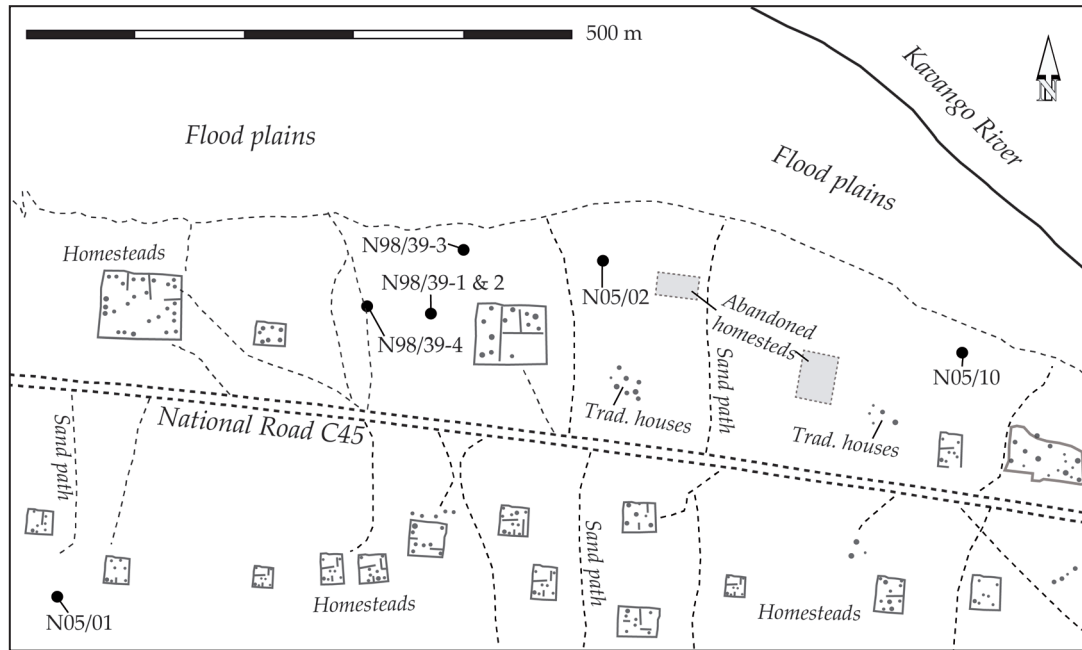 500 m
Kavango River
N
Flood plains
Flood plains
Homesteads
N98/39-3
N98/39-1 & 2
N98/39-4
N05/02
Abandoned
homesteds
N05/10
Sand path
Trad. houses
Trad. houses
National Road C45
Sand path
Sand path
Homesteads
Homesteads
N05/01